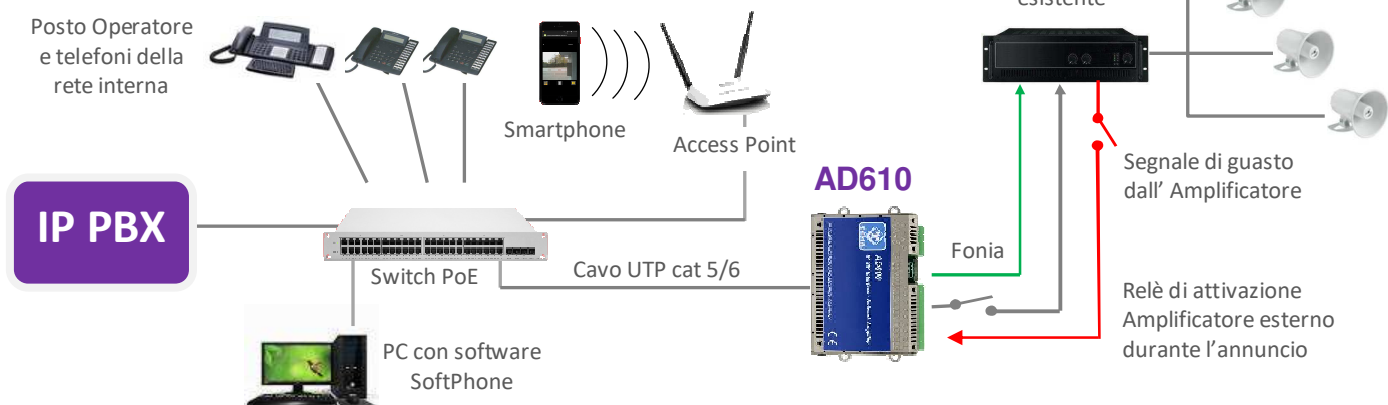 esistente
Posto Operatore
e telefoni della
rete interna
Smartphone
Access Point
Segnale di guasto
dall’ Amplificatore
AD610
IP PBX
Switch PoE
Cavo UTP cat 5/6
Fonia
Relè di attivazione
Amplificatore esterno
durante l’annuncio
PC con software
SoftPhone